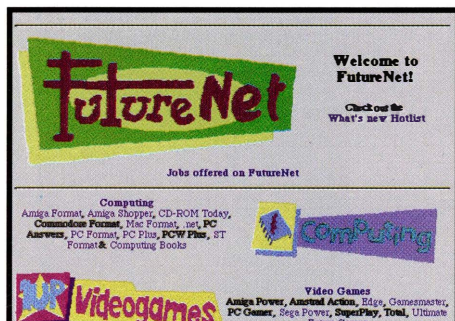 FutureNet
Welcome to
FutureNet!
Check out the
What's new Hotlist
Jobs offered on FutureNet
Computing
Amiga Format, Amiga Shopper, CD-ROM Today,
Commodore Format, Mac Format, .net, PC
Answers, PC Format, PC Plus, PCW Plus, ST
Format & Computing Books
Computing
1UP Videogames
Video Games
Amiga Power, Amstrad Action, Edge, Gamesmaster,
PC Gamer, Sega Power, SuperPlay, Total, Ultimate